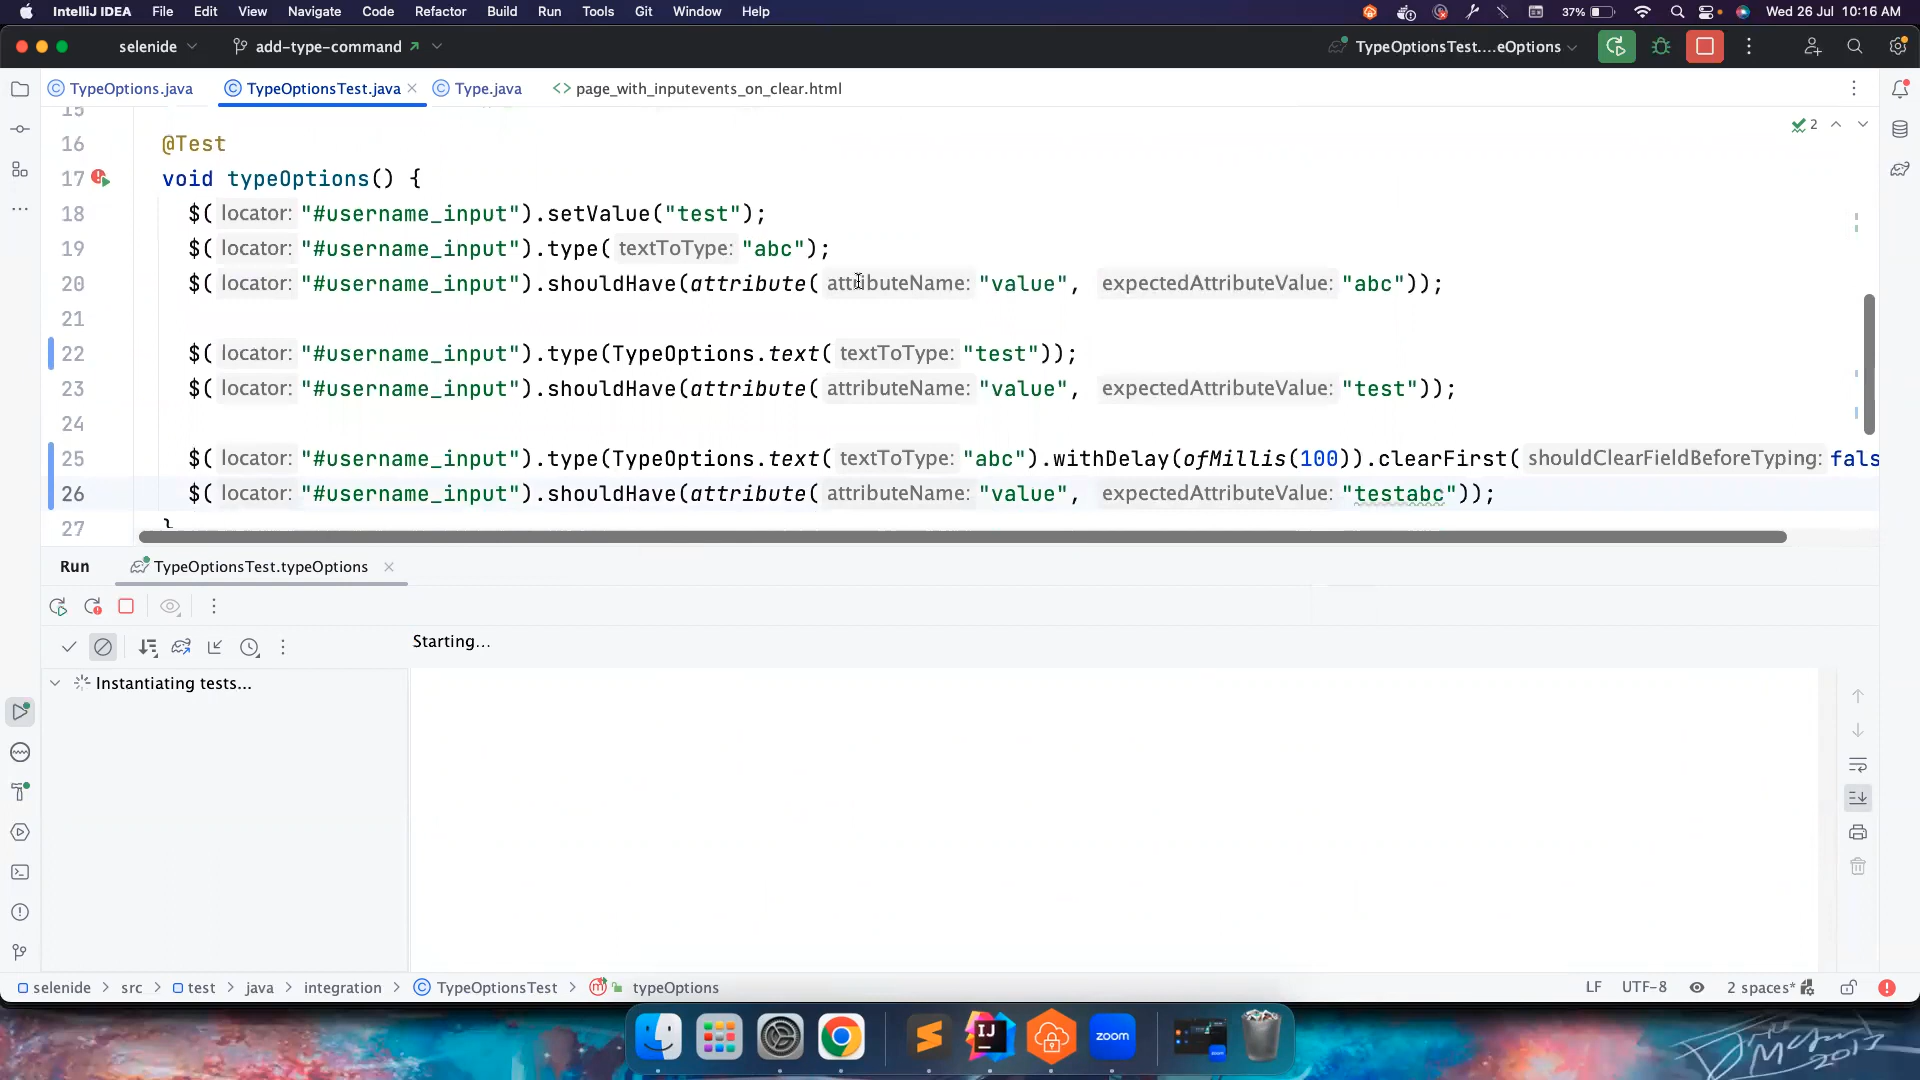 IntelliJ IDEA File Edit View Navigate Code Refactor Build Run Tools Git Window Help 37% Wed 26 Jul 10:16 AM
selenide add-type-command TypeOptionsTest....eOptions
TypeOptions.java TypeOptionsTest.java Type.java page_with_inputevents_on_clear.html
15
16 @Test 2
17 void typeOptions() {
18 $( locator: "#username_input").setValue("test");
19 $( locator: "#username_input").type( textToType: "abc");
20 $( locator: "#username_input").shouldHave(attribute( attributeName: "value", expectedAttributeValue: "abc"));
21
22 $( locator: "#username_input").type(TypeOptions.text( textToType: "test"));
23 $( locator: "#username_input").shouldHave(attribute( attributeName: "value", expectedAttributeValue: "test"));
24
25 $( locator: "#username_input").type(TypeOptions.text( textToType: "abc").withDelay(ofMillis(100)).clearFirst( shouldClearFieldBeforeTyping: fals
26 $( locator: "#username_input").shouldHave(attribute( attributeName: "value", expectedAttributeValue: "testabc"));
27 }
Run TypeOptionsTest.typeOptions
Starting...
Instantiating tests...
selenide > src > test > java > integration > TypeOptionsTest > typeOptions LF UTF-8 2 spaces*
zoom